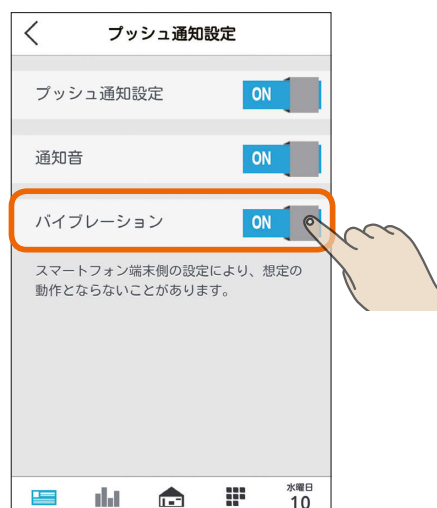 プッシュ通知設定
プッシュ通知設定 ON
通知音 ON
バイブレーション ON
スマートフォン端末側の設定により、想定の
動作とならないことがあります。
水曜日
10